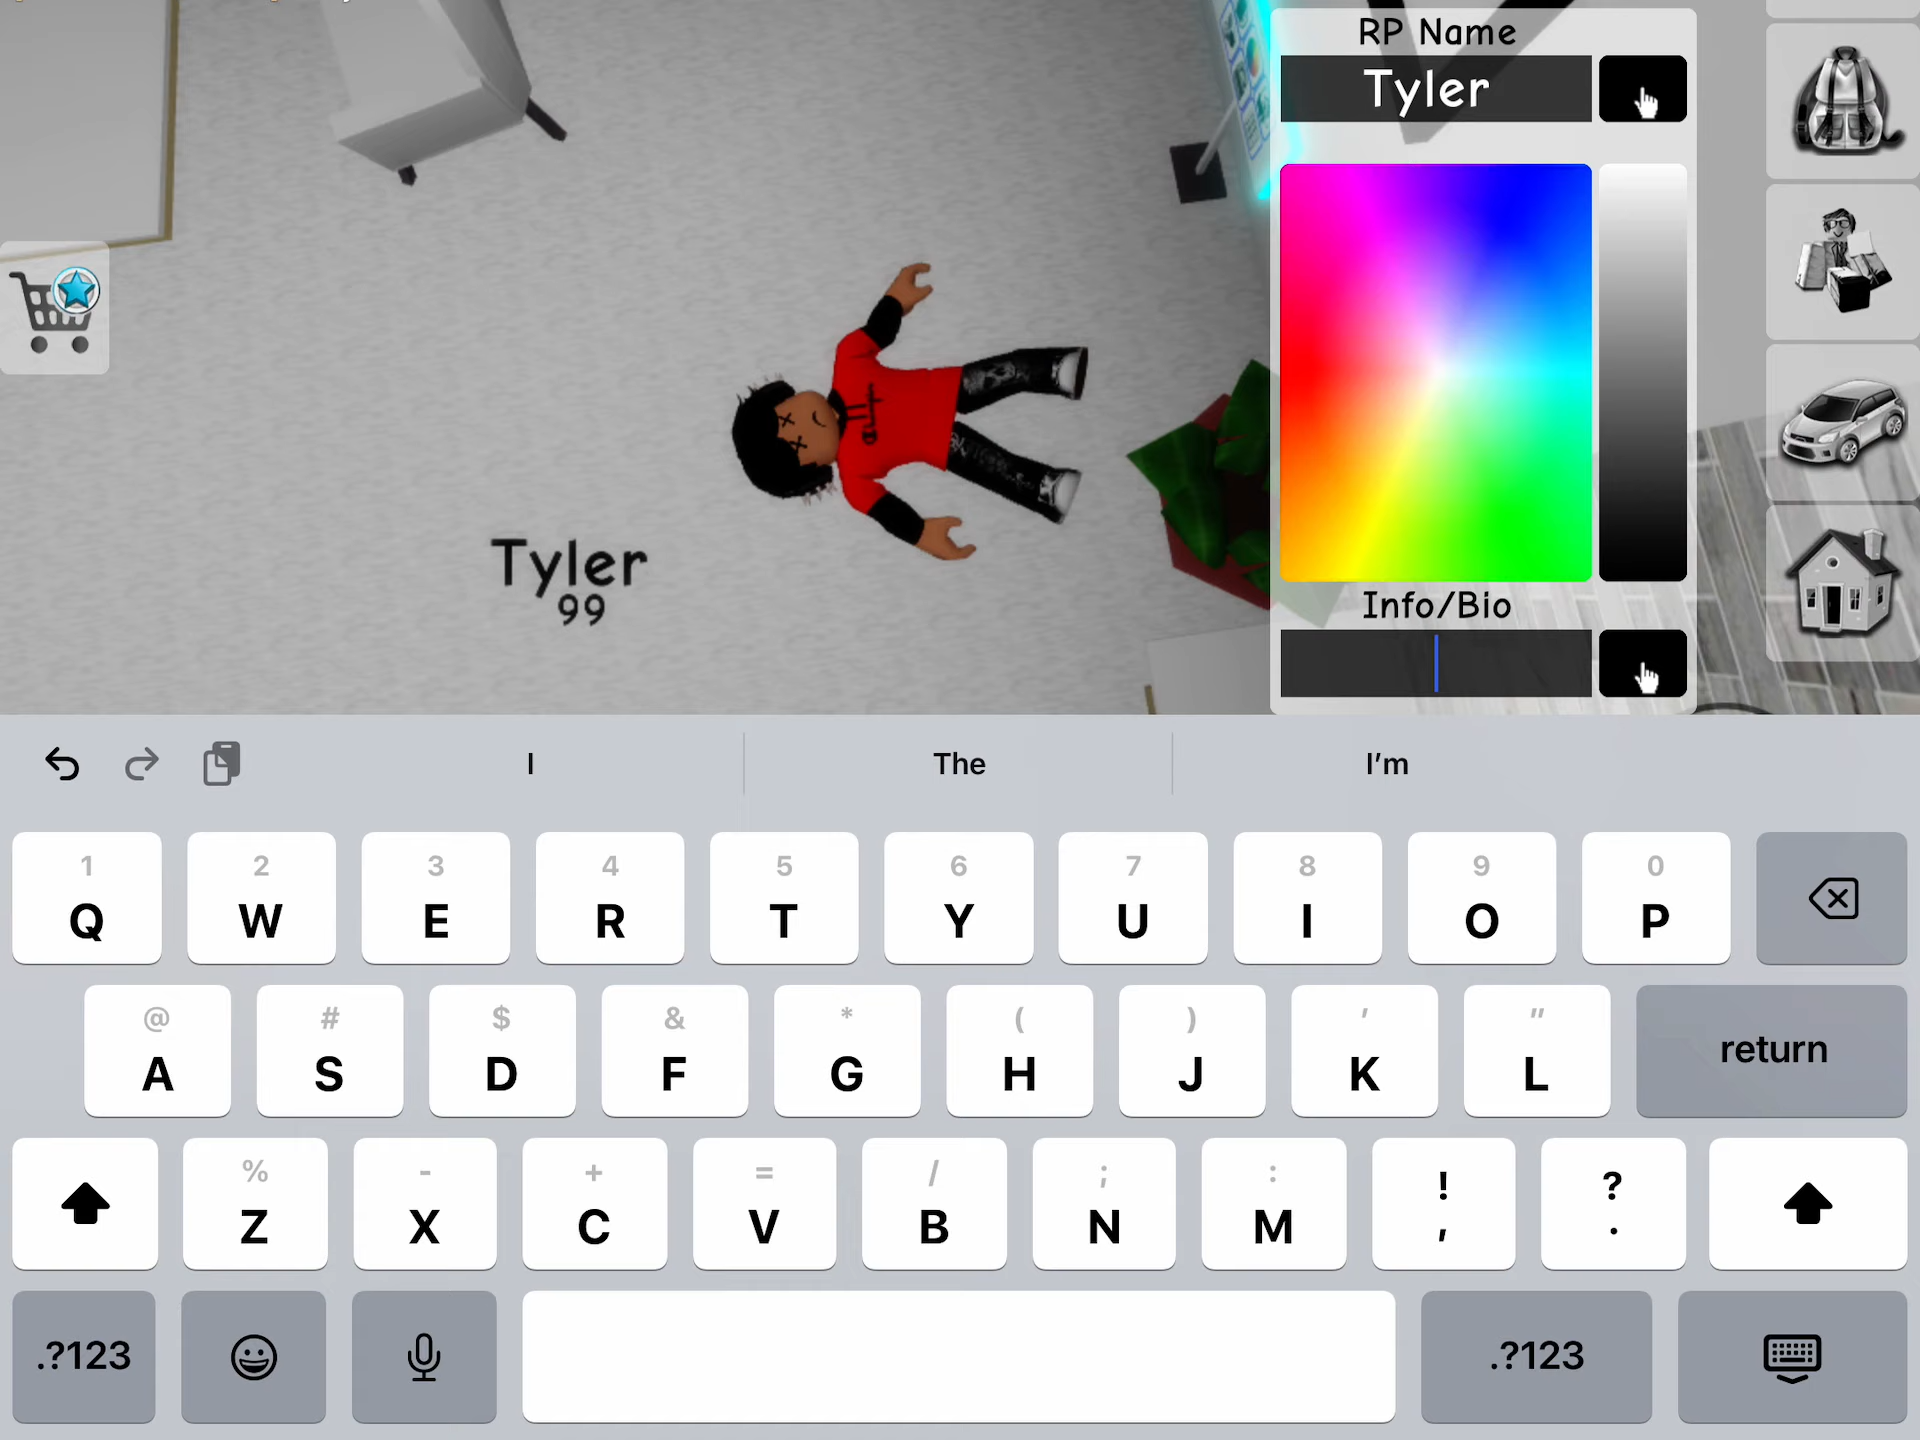 RP Name
Tyler
Tyler
99
Info/Bio
I
The
I'm
1 2 3 4 5 6 7 8 9 0
Q W E R T Y U I O P
@ # $ & * ( ) ' "
A S D F G H J K L return
% - + = / ; : ! ?
Z X C V B N M , .
.?123 .?123